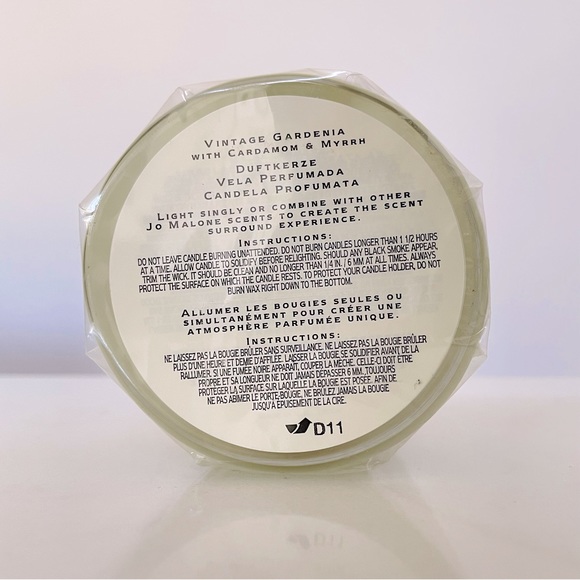 VINTAGE GARDENIA
WITH CARDAMOM & MYRRH
DUFTKERZE
VELA PERFUMADA
CANDELA PROFUMATA
LIGHT SINGLY OR COMBINE WITH OTHER
JO MALONE SCENTS TO CREATE THE SCENT
SURROUND EXPERIENCE.
INSTRUCTIONS:
DO NOT LEAVE CANDLE BURNING UNATTENDED. DO NOT BURN CANDLES LONGER THAN 1 1/2 HOURS
AT A TIME. ALLOW CANDLE TO SOLIDIFY BEFORE RELIGHTING. SHOULD ANY BLACK SMOKE APPEAR,
TRIM THE WICK. IT SHOULD BE CLEAN AND NO LONGER THAN 1/4 IN. / 6 MM AT ALL TIMES. ALWAYS
PROTECT THE SURFACE ON WHICH THE CANDLE RESTS. TO PROTECT YOUR CANDLE HOLDER, DO NOT
BURN WAX RIGHT DOWN TO THE BOTTOM.
ALLUMER LES BOUGIES SEULES OU
SIMULTANÉMENT POUR CRÉER UNE
ATMOSPHÈRE PARFUMÉE UNIQUE.
INSTRUCTIONS:
NE LAISSEZ PAS LA BOUGIE BRÛLER SANS SURVEILLANCE. NE LAISSEZ PAS LA BOUGIE BRÛLER
PLUS D'UNE HEURE ET DEMIE D'AFFILÉE. LAISSER LA BOUGIE SE SOLIDIFIER AVANT DE LA
RALLUMER. SI UNE FUMÉE NOIRE APPARAIT, COUPER LA MÈCHE. CELLE-CI DOIT ÊTRE
PROPRE ET SA LONGUEUR NE DOIT JAMAIS DÉPASSER 6 MM. TOUJOURS
PROTÉGER LA SURFACE SUR LAQUELLE LA BOUGIE EST POSÉE. AFIN DE
NE PAS ABIMER LE PORTE-BOUGIE, NE BRÛLEZ JAMAIS LA BOUGIE
JUSQU'A ÉPUISEMENT DE LA CIRE.
D11